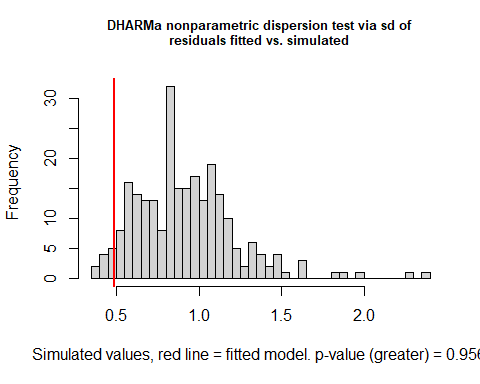 DHARMa nonparametric dispersion test via sd of
residuals fitted vs. simulated
Frequency
30
20
10
5
0
0.5 1.0 1.5 2.0
Simulated values, red line = fitted model. p-value (greater) = 0.956